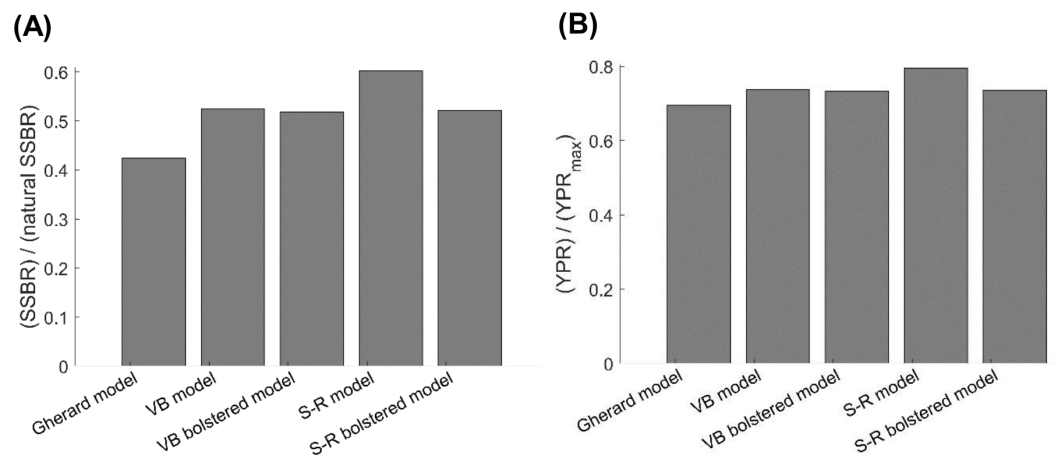 (A)
(SSBR) / (natural SSBR)
0.6
0.5
0.4
0.3
0.2
0.1
0
Gherard model
VB model
VB bolstered model
S-R model
S-R bolstered model
(B)
(YPR) / (YPRmax)
0.8
0.6
0.4
0.2
0
Gherard model
VB model
VB bolstered model
S-R model
S-R bolstered model